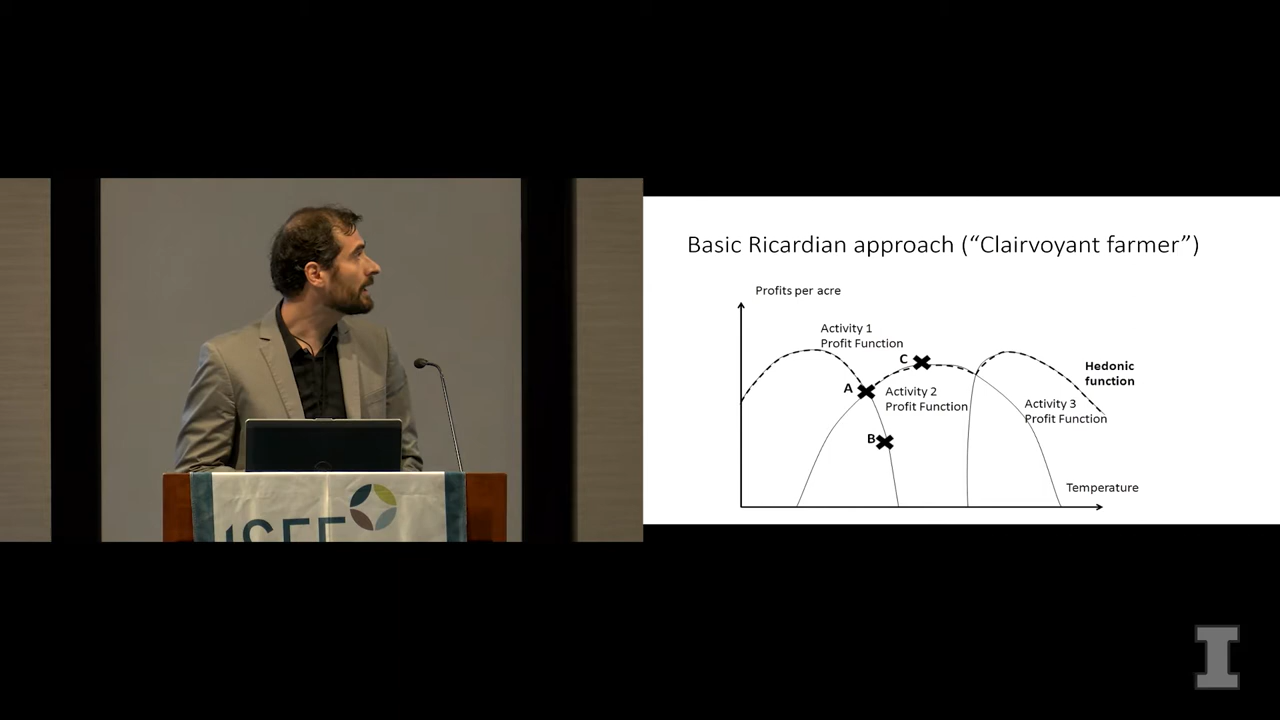 Basic Ricardian approach (“Clairvoyant farmer”)
Profits per acre
Activity 1
Profit Function
C
Hedonic
function
A
Activity 2
Profit Function
Activity 3
Profit Function
B
Temperature
I